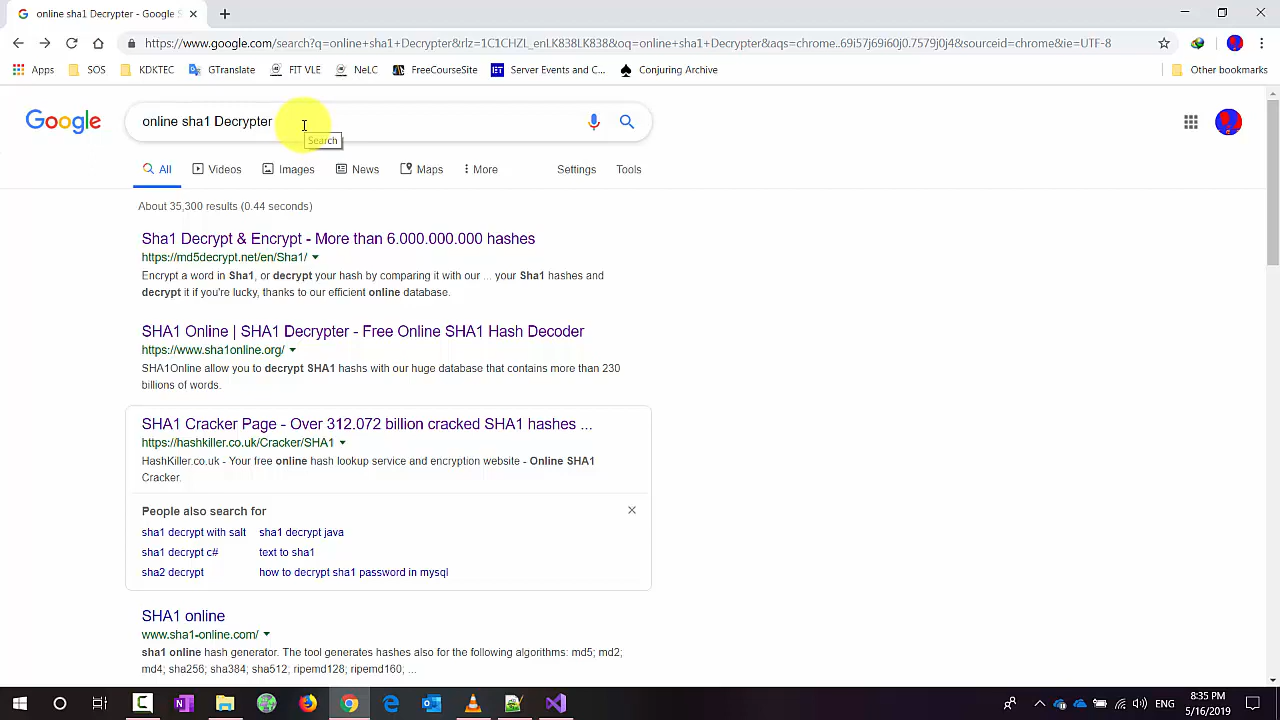 online sha1 Decrypter - Google S
https://www.google.com/search?q=online+sha1+Decrypter&rlz=1C1CHZL_ LK838LK838&oq=online+sha1+Decrypter&aqs=chrome..69i57j69i60j0.7579j0j4&sourceid=chrome&ie=UTF-8
Apps SOS KDKTEC GTranslate FIT VLE NeLC FreeCourseSite Server Events and C... Conjuring Apache Other bookmarks
Google online sha1 Decrypter
Search
All Videos Images News Maps More Settings Tools
About 35,300 results (0.44 seconds)
Sha1 Decrypt & Encrypt - More than 6.000.000.000 hashes
https://md5decrypt.net/en/Sha1/
Encrypt a word in Sha1, or decrypt your hash by comparing it with our ... your Sha1 hashes and
decrypt it if you're lucky, thanks to our efficient online database.
SHA1 Online | SHA1 Decrypter - Free Online SHA1 Hash Decoder
https://www.sha1online.org/
SHA1Online allow you to decrypt SHA1 hashs with our huge database that contains more than 230
billions of words.
SHA1 Cracker Page - Over 312.072 billion cracked SHA1 hashes ...
https://hashkiller.co.uk/Cracker/SHA1
HashKiller.co.uk - Your free online hash lookup service and encryption website - Online SHA1
Cracker.
People also search for
sha1 decrypt with salt sha1 decrypt java
sha1 decrypt c# text to sha1
sha2 decrypt how to decrypt sha1 password in mysql
SHA1 online
www.sha1-online.com/
sha1 online hash generator. The tool generates hashes also for the following algorithms: md5; md2;
md4; sha256; sha384; sha512; ripemd128; ripemd160; ...
ENG
8:35 PM
5/16/2019